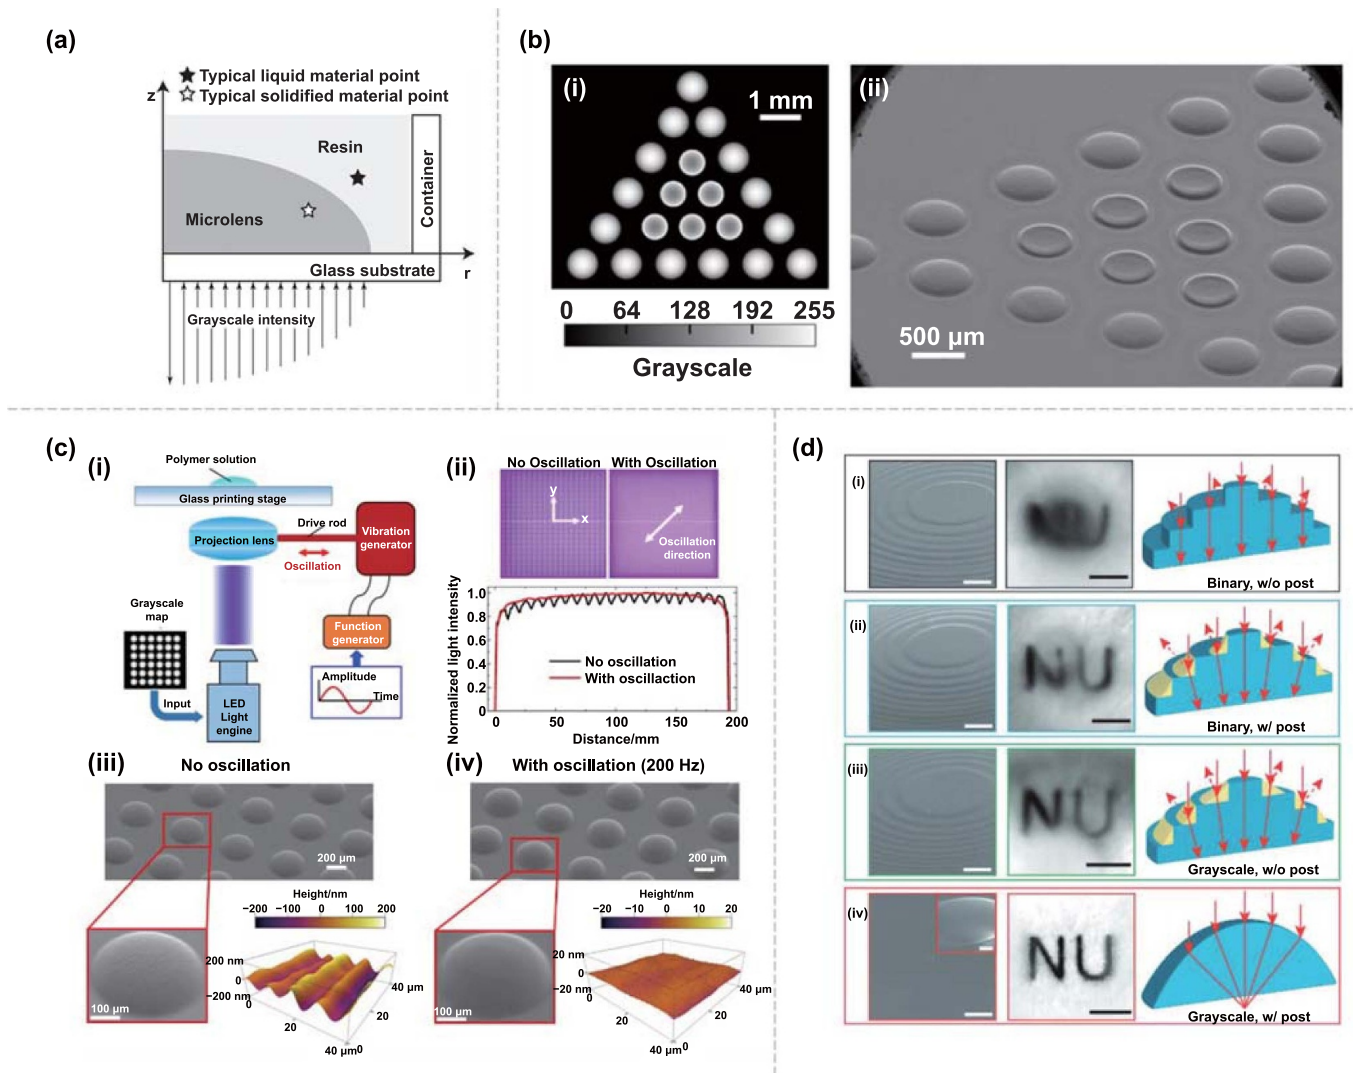 (a)
★ Typical liquid material point
☆ Typical solidified material point
z
Resin
Microlens
Container
Glass substrate
r
Grayscale intensity
(b)
(i)
1 mm
0 64 128 192 255
Grayscale
(ii)
500 µm
(c)
(i)
Polymer solution
Glass printing stage
Projection lens
Drive rod
Oscillation
Vibration
generator
Function
generator
Amplitude
Time
Grayscale
map
Input
LED
Light
engine
(ii)
No Oscillation
With Oscillation
y
x
Oscillation
direction
Normalized light intensity
1.0
0.8
0.6
0.4
0.2
0
No oscillation
With oscillaction
0 50 100 150 200
Distance/mm
(iii)
No oscillation
200 µm
Height/nm
−200 −100 0 100 200
100 µm
200 nm
0
−200 nm
0
20
40 µm
0
20
40 µm
(iv)
With oscillation (200 Hz)
200 µm
Height/nm
−20 −10 0 10 20
100 µm
20 nm
0
−20 nm
0
20
40 µm
0
20
40 µm
(d)
(i)
NU
Binary, w/o post
(ii)
NU
Binary, w/ post
(iii)
NU
Grayscale, w/o post
(iv)
NU
Grayscale, w/ post